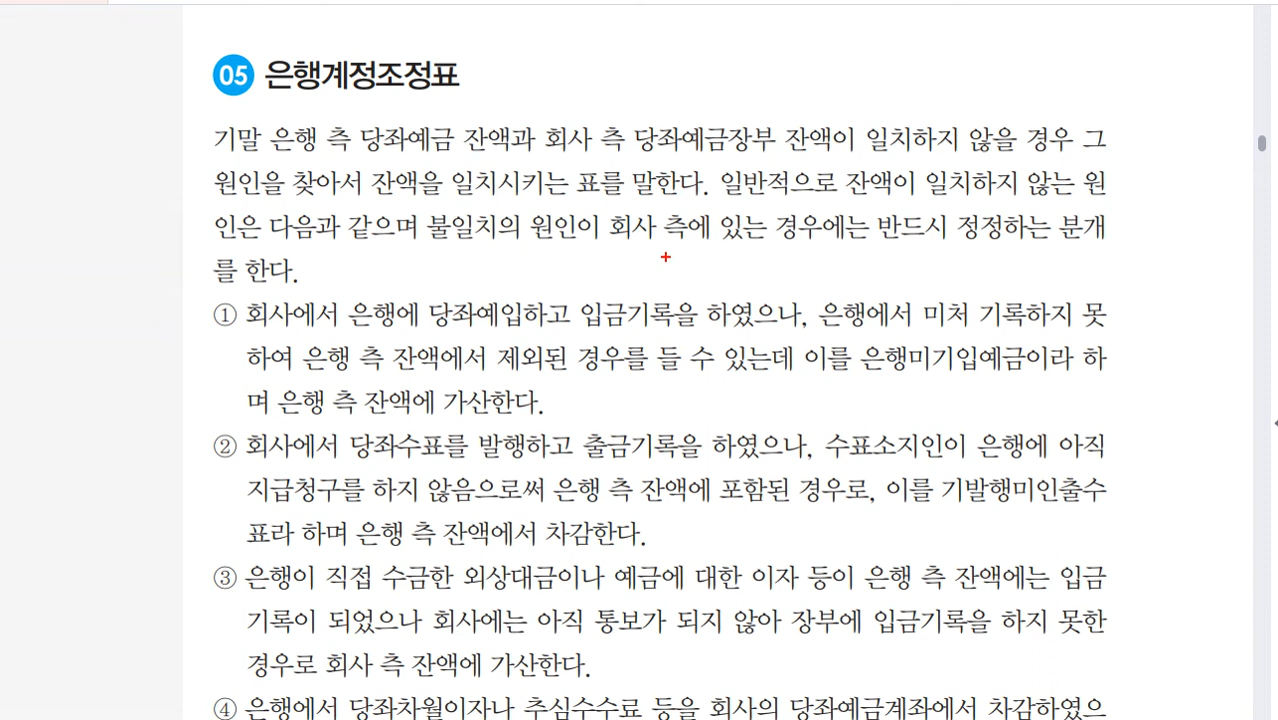 05 은행계정조정표
기말 은행 측 당좌예금 잔액과 회사 측 당좌예금장부 잔액이 일치하지 않을 경우 그
원인을 찾아서 잔액을 일치시키는 표를 말한다. 일반적으로 잔액이 일치하지 않는 원
인은 다음과 같으며 불일치의 원인이 회사 측에 있는 경우에는 반드시 정정하는 분개
를 한다.
① 회사에서 은행에 당좌예입하고 입금기록을 하였으나, 은행에서 미처 기록하지 못
하여 은행 측 잔액에서 제외된 경우를 들 수 있는데 이를 은행미기입예금이라 하
며 은행 측 잔액에 가산한다.
② 회사에서 당좌수표를 발행하고 출금기록을 하였으나, 수표소지인이 은행에 아직
지급청구를 하지 않음으로써 은행 측 잔액에 포함된 경우로, 이를 기발행미인출수
표라 하며 은행 측 잔액에서 차감한다.
③ 은행이 직접 수금한 외상대금이나 예금에 대한 이자 등이 은행 측 잔액에는 입금
기록이 되었으나 회사에는 아직 통보가 되지 않아 장부에 입금기록을 하지 못한
경우로 회사 측 잔액에 가산한다.
④ 은행에서 당좌차월이자나 추심수수료 등을 회사의 당좌예금계좌에서 차감하였으